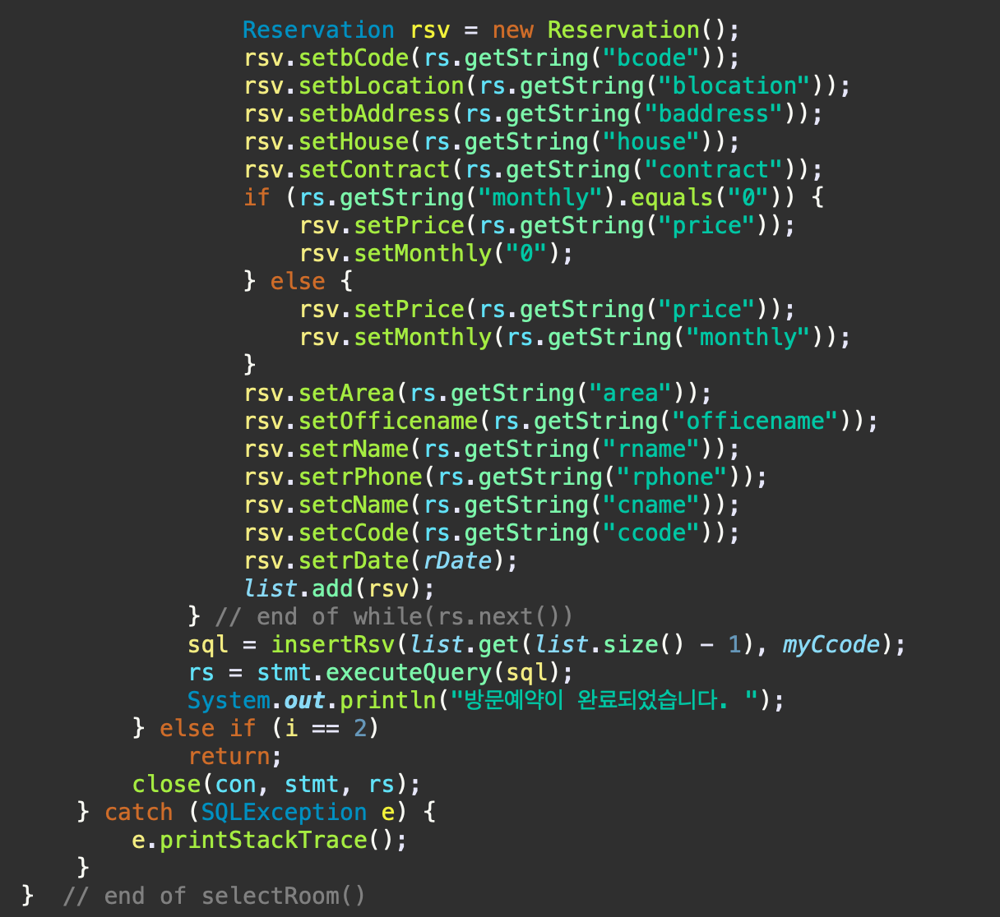 Reservation rsv = new Reservation();
rsv.setbCode(rs.getString("bcode"));
rsv.setbLocation(rs.getString("blocation"));
rsv.setbAddress(rs.getString("baddress"));
rsv.setHouse(rs.getString("house"));
rsv.setContract(rs.getString("contract"));
if (rs.getString("monthly").equals("0")) {
rsv.setPrice(rs.getString("price"));
rsv.setMonthly("0");
} else {
rsv.setPrice(rs.getString("price"));
rsv.setMonthly(rs.getString("monthly"));
}
rsv.setArea(rs.getString("area"));
rsv.setOfficename(rs.getString("officename"));
rsv.setrName(rs.getString("rname"));
rsv.setrPhone(rs.getString("rphone"));
rsv.setcName(rs.getString("cname"));
rsv.setcCode(rs.getString("ccode"));
rsv.setrDate(rDate);
list.add(rsv);
} // end of while(rs.next())
sql = insertRsv(list.get(list.size() - 1), myCcode);
rs = stmt.executeQuery(sql);
System.out.println("방문예약이 완료되었습니다. ");
} else if (i == 2)
return;
close(con, stmt, rs);
} catch (SQLException e) {
e.printStackTrace();
}
} // end of selectRoom()